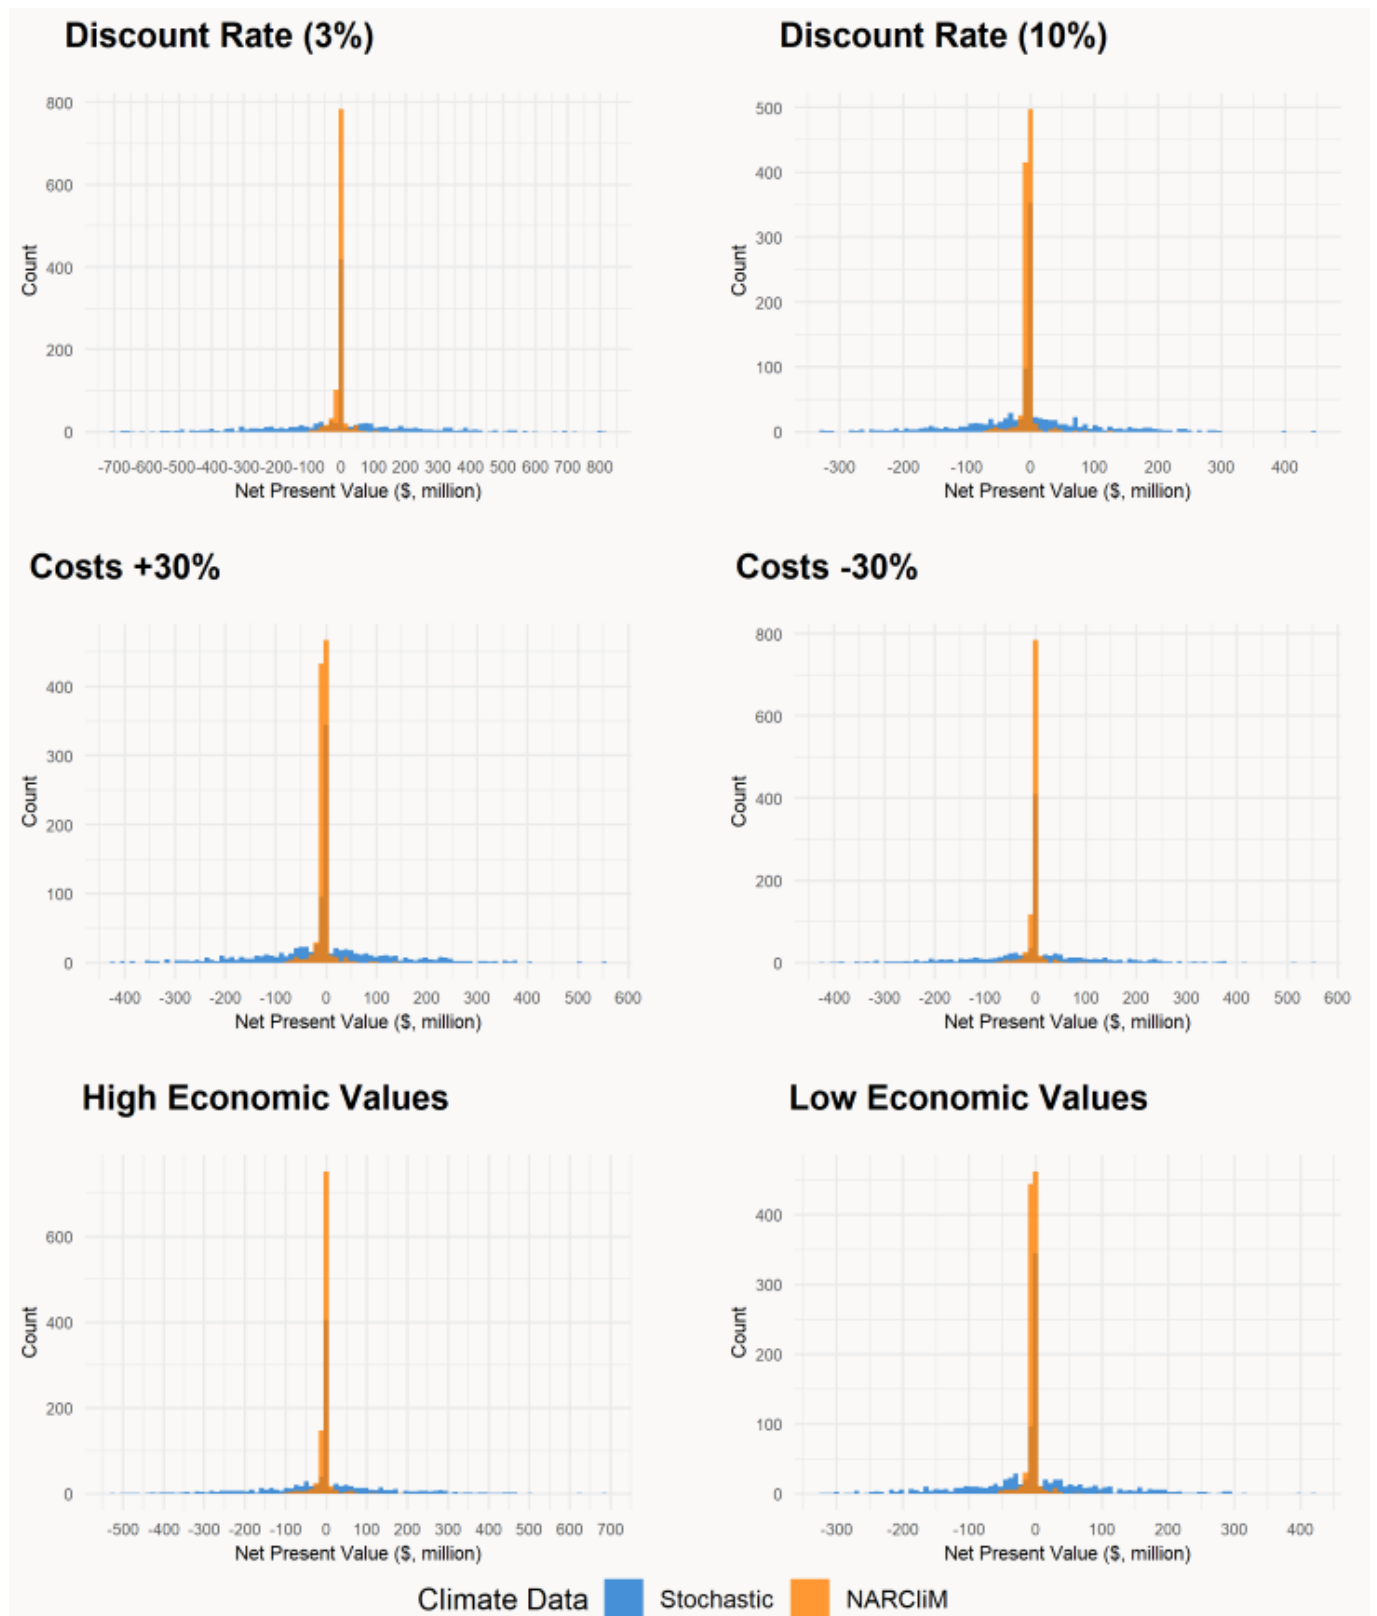 Discount Rate (3%)
Discount Rate (10%)
800
600
400
200
0
Count
-700-600-500-400-300-200-100 0 100 200 300 400 500 600 700 800
Net Present Value ($, million)
500
400
300
200
100
0
Count
-300 -200 -100 0 100 200 300 400
Net Present Value ($, million)
Costs +30%
Costs -30%
400
300
200
100
0
Count
-400 -300 -200 -100 0 100 200 300 400 500 600
Net Present Value ($, million)
800
600
400
200
0
Count
-400 -300 -200 -100 0 100 200 300 400 500 600
Net Present Value ($, million)
High Economic Values
Low Economic Values
600
400
200
0
Count
-500 -400 -300 -200 -100 0 100 200 300 400 500 600 700
Net Present Value ($, million)
400
300
200
100
0
Count
-300 -200 -100 0 100 200 300 400
Net Present Value ($, million)
Climate Data Stochastic NARCliM